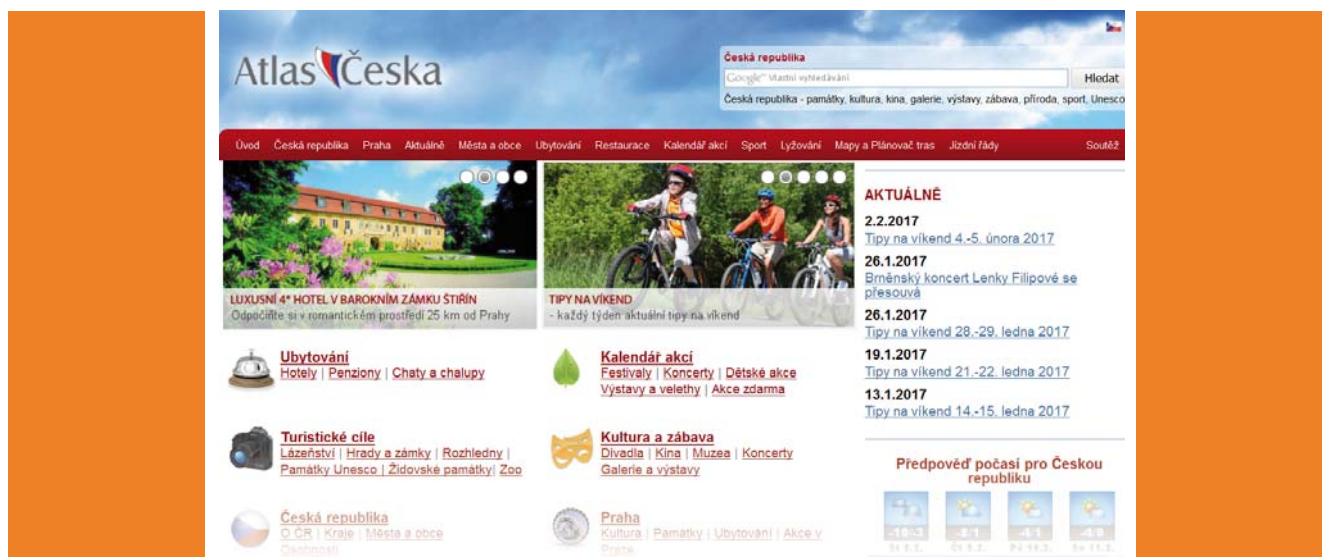 Atlas Česka
Česká republika
Google™ Vlastní vyhledávání
Hledat
Česká republika - památky, kultura, kina, galerie, výstavy, zábava, příroda, sport, Unesco
Úvod Česká republika Praha Aktuálně Města a obce Ubytování Restaurace Kalendář akcí Sport Lyžování Mapy a Plánovač tras Jízdní řády Soutěž
LUXUSNÍ 4* HOTEL V BAROKNÍM ZÁMKU ŠTIŘÍN
Odpočiňte si v romantickém prostředí 25 km od Prahy
TIPY NA VÍKEND
- každý týden aktuální tipy na víkend
Ubytování
Hotely | Penziony | Chaty a chalupy
Kalendář akcí
Festivaly | Koncerty | Dětské akce
Výstavy a velethy | Akce zdarma
Turistické cíle
Lázeňství | Hrady a zámky | Rozhledny |
Památky Unesco | Židovské památky| Zoo
Kultura a zábava
Divadla | Kina | Muzea | Koncerty
Galerie a výstavy
Česká republika
O ČR | Kraje | Města a obce
Osobnosti
Praha
Kultura | Památky | Ubytování | Akce v
Praze
AKTUÁLNĚ
2.2.2017
Tipy na víkend 4.-5. února 2017
26.1.2017
Brněnský koncert Lenky Filipové se
přesouvá
26.1.2017
Tipy na víkend 28.-29. ledna 2017
19.1.2017
Tipy na víkend 21.-22. ledna 2017
13.1.2017
Tipy na víkend 14.-15. ledna 2017
Předpověď počasí pro Českou
republiku